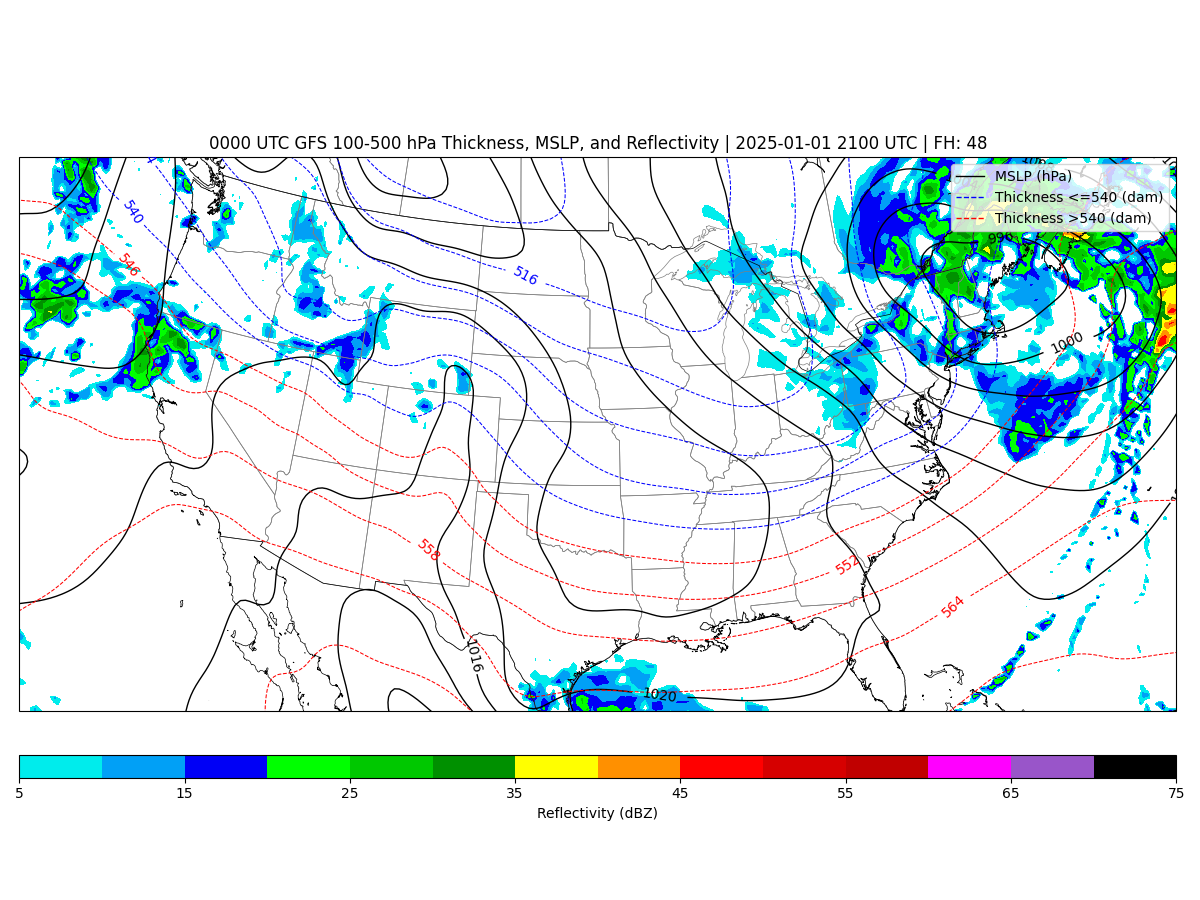 0000 UTC GFS 100-500 hPa Thickness, MSLP, and Reflectivity | 2025-01-01 2100 UTC | FH: 48
MSLP (hPa)
Thickness <=540 (dam)
Thickness >540 (dam)
540
546
516
1000
558
552
564
1016
1020
5 15 25 35 45 55 65 75
Reflectivity (dBZ)